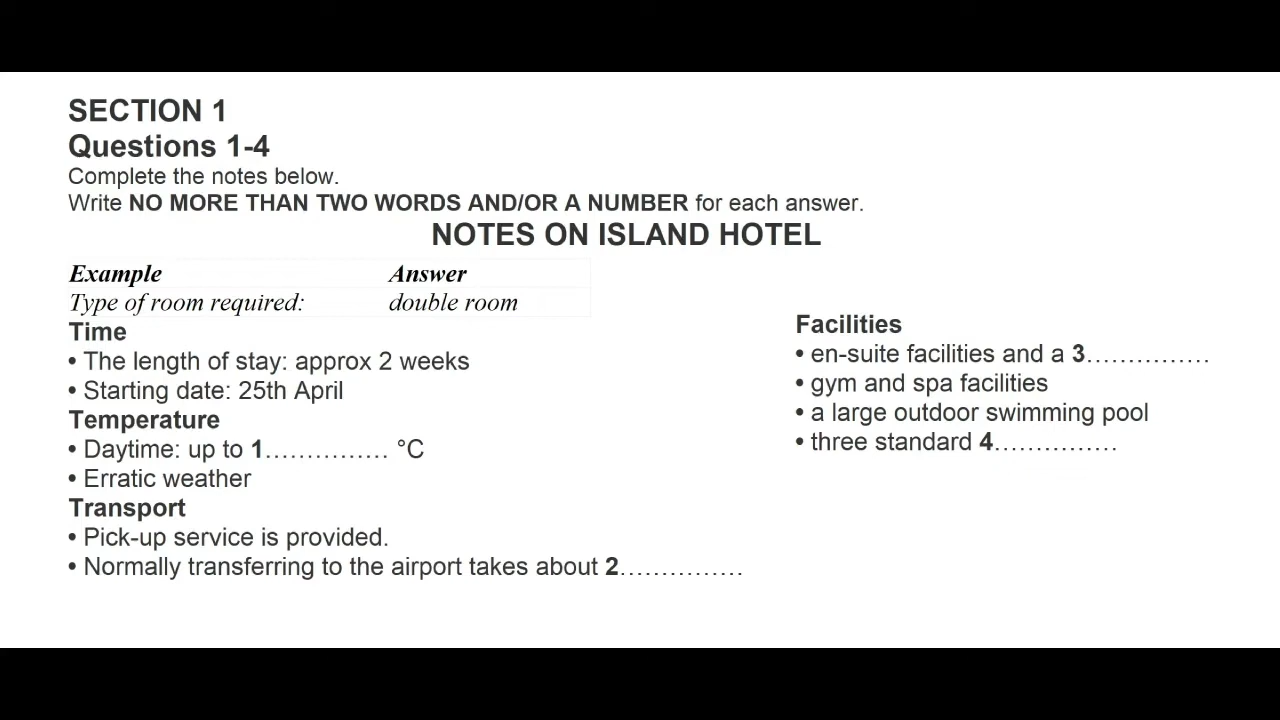 SECTION 1
Questions 1-4
Complete the notes below.
Write NO MORE THAN TWO WORDS AND/OR A NUMBER for each answer.
NOTES ON ISLAND HOTEL
Example Answer
Type of room required: double room
Time
• The length of stay: approx 2 weeks
• Starting date: 25th April
Temperature
• Daytime: up to 1............... °C
• Erratic weather
Transport
• Pick-up service is provided.
• Normally transferring to the airport takes about 2...............
Facilities
• en-suite facilities and a 3...............
• gym and spa facilities
• a large outdoor swimming pool
• three standard 4...............